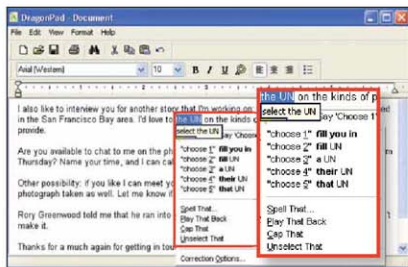 DragonPad - Document
File Edit View Format Help
Arial (Western) 10 B I U
I also like to interview you for another story that I'm working on
in the San Francisco Bay area. I'd love to
provide.
the UN on the kinds
select the UN
ay 'Choose 1'
"choose 1" fill you in
"choose 2" fill UN
"choose 3" a UN
"choose 4" their UN
"choose 5" that UN
Spell That...
Play That Back
Cap That
Unselect That
Correction Options...
the UN on the kinds of p
select the UN
ay 'Choose 1'
"choose 1" fill you in
"choose 2" fill UN
"choose 3" a UN
"choose 4" their UN
"choose 5" that UN
Spell That...
Play That Back
Cap That
Unselect That
Are you available to chat to me on the ph
Thursday? Name your time, and I can cal
Other possibility: if you like I can meet yo
photograph taken as well. Let me know if
Rory Greenwood told me that he ran into
make it.
Thanks for a much again for getting in tou